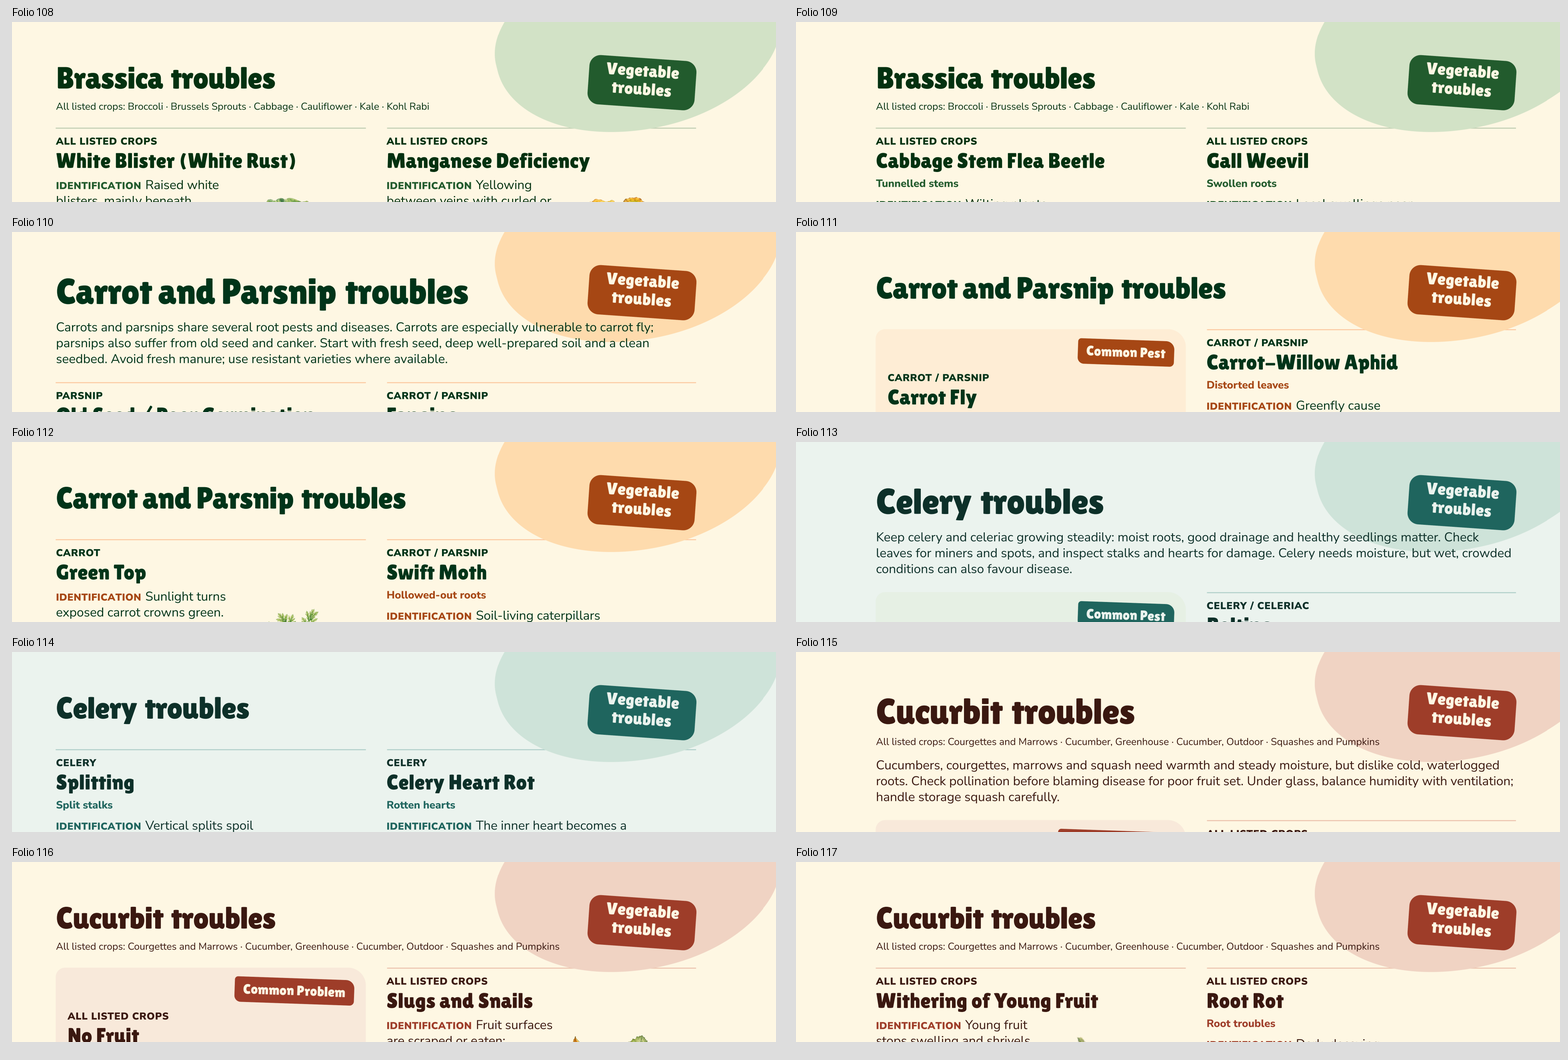 Folio 108
Brassica troubles
Vegetable
troubles
All listed crops: Broccoli · Brussels Sprouts · Cabbage · Cauliflower · Kale · Kohl Rabi
ALL LISTED CROPS
White Blister (White Rust)
IDENTIFICATION Raised white
blisters, mainly beneath
ALL LISTED CROPS
Manganese Deficiency
IDENTIFICATION Yellowing
between veins with curled or
Folio 109
Brassica troubles
Vegetable
troubles
All listed crops: Broccoli · Brussels Sprouts · Cabbage · Cauliflower · Kale · Kohl Rabi
ALL LISTED CROPS
Cabbage Stem Flea Beetle
Tunnelled stems
ALL LISTED CROPS
Gall Weevil
Swollen roots
Folio 110
Carrot and Parsnip troubles
Vegetable
troubles
Carrots and parsnips share several root pests and diseases. Carrots are especially vulnerable to carrot fly;
parsnips also suffer from old seed and canker. Start with fresh seed, deep well-prepared soil and a clean
seedbed. Avoid fresh manure; use resistant varieties where available.
PARSNIP
CARROT / PARSNIP
Folio 111
Carrot and Parsnip troubles
Vegetable
troubles
Common Pest
CARROT / PARSNIP
Carrot Fly
CARROT / PARSNIP
Carrot–Willow Aphid
Distorted leaves
IDENTIFICATION Greenfly cause
Folio 112
Carrot and Parsnip troubles
Vegetable
troubles
CARROT
Green Top
IDENTIFICATION Sunlight turns
exposed carrot crowns green.
CARROT / PARSNIP
Swift Moth
Hollowed-out roots
IDENTIFICATION Soil-living caterpillars
Folio 113
Celery troubles
Vegetable
troubles
Keep celery and celeriac growing steadily: moist roots, good drainage and healthy seedlings matter. Check
leaves for miners and spots, and inspect stalks and hearts for damage. Celery needs moisture, but wet, crowded
conditions can also favour disease.
Common Pest
CELERY / CELERIAC
Folio 114
Celery troubles
Vegetable
troubles
CELERY
Splitting
Split stalks
IDENTIFICATION Vertical splits spoil
CELERY
Celery Heart Rot
Rotten hearts
IDENTIFICATION The inner heart becomes a
Folio 115
Cucurbit troubles
Vegetable
troubles
All listed crops: Courgettes and Marrows · Cucumber, Greenhouse · Cucumber, Outdoor · Squashes and Pumpkins
Cucumbers, courgettes, marrows and squash need warmth and steady moisture, but dislike cold, waterlogged
roots. Check pollination before blaming disease for poor fruit set. Under glass, balance humidity with ventilation;
handle storage squash carefully.
Folio 116
Cucurbit troubles
Vegetable
troubles
All listed crops: Courgettes and Marrows · Cucumber, Greenhouse · Cucumber, Outdoor · Squashes and Pumpkins
Common Problem
ALL LISTED CROPS
No Fruit
ALL LISTED CROPS
Slugs and Snails
IDENTIFICATION Fruit surfaces
are scraped or eaten;
Folio 117
Cucurbit troubles
Vegetable
troubles
All listed crops: Courgettes and Marrows · Cucumber, Greenhouse · Cucumber, Outdoor · Squashes and Pumpkins
ALL LISTED CROPS
Withering of Young Fruit
IDENTIFICATION Young fruit
stops swelling and shrivels
ALL LISTED CROPS
Root Rot
Root troubles